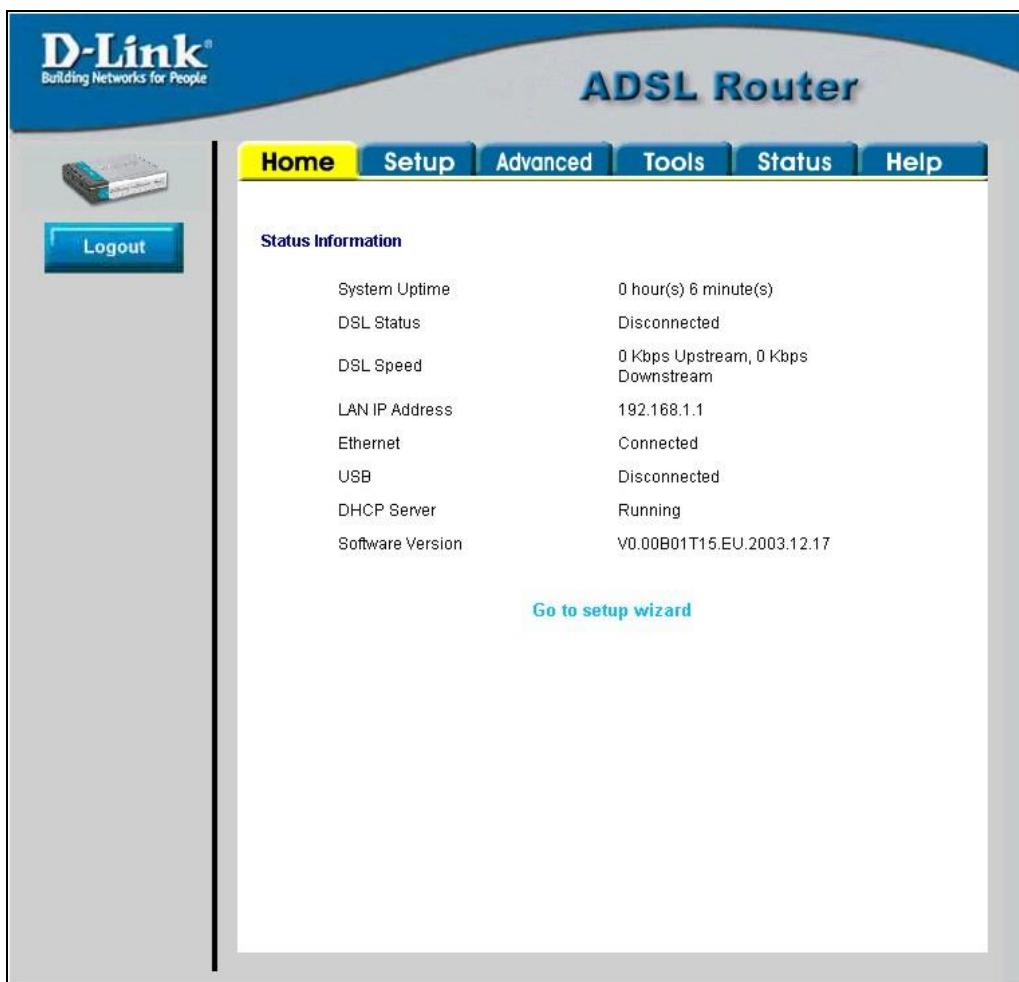 D-Link®
Building Networks for People
ADSL Router
Home Setup Advanced Tools Status Help
Logout
Status Information
System Uptime 0 hour(s) 6 minute(s)
DSL Status Disconnected
DSL Speed 0 Kbps Upstream, 0 Kbps
Downstream
LAN IP Address 192.168.1.1
Ethernet Connected
USB Disconnected
DHCP Server Running
Software Version V0.00B01T15.EU.2003.12.17
Go to setup wizard